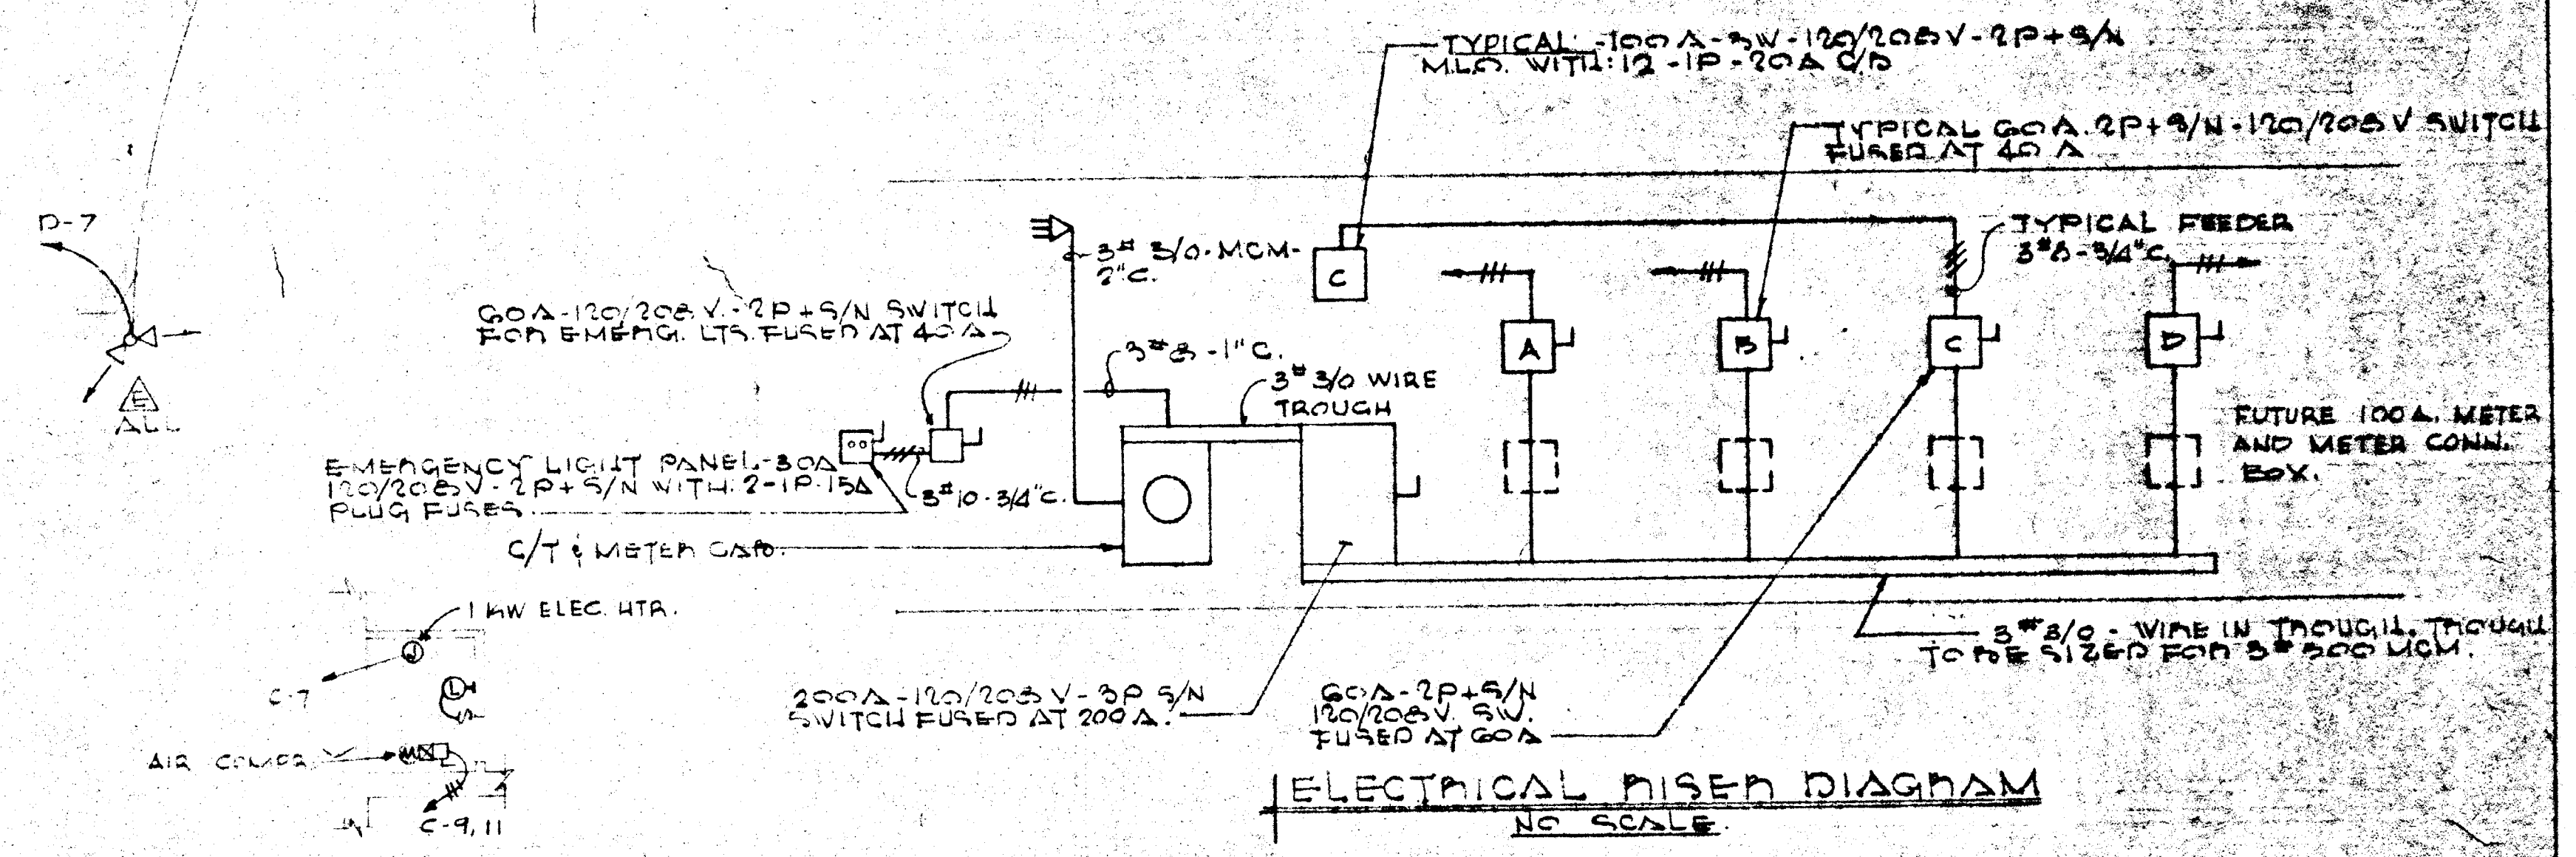 TYPICAL -100A-3W-120/208V-2P+S/N
M.L.O. WITH: 12-1P-20A C/B
TYPICAL 60A. 2P+S/N-120/208V SWITCH
FUSED AT 40A
D-7
E
ALL
3# 3/0-MCM-
2"C.
C
TYPICAL FEEDER
3#8-3/4"C.
60A-120/208V.-2P+S/N SWITCH
FOR EMERG. LTS. FUSED AT 40A
3#8-1"C.
3# 3/0 WIRE
TROUGH
A
B
C
D
FUTURE 100A. METER
AND METER CONN.
BOX.
EMERGENCY LIGHT PANEL-30A
120/208V-2P+S/N WITH: 2-1P-15A
PLUG FUSES
3#10-3/4"C.
C/T & METER CAB.
1 KW ELEC. HTR.
J
C-7
L
AIR COMPR.
M
C-9,11
3#3/0 - WIRE IN TROUGH. TROUGH
TO BE SIZED FOR 3# 500 MCM.
200A-120/208V-3P S/N
SWITCH FUSED AT 200A.
60A-2P+S/N
120/208V. SW.
FUSED AT 60A
ELECTRICAL RISER DIAGRAM
NO SCALE.